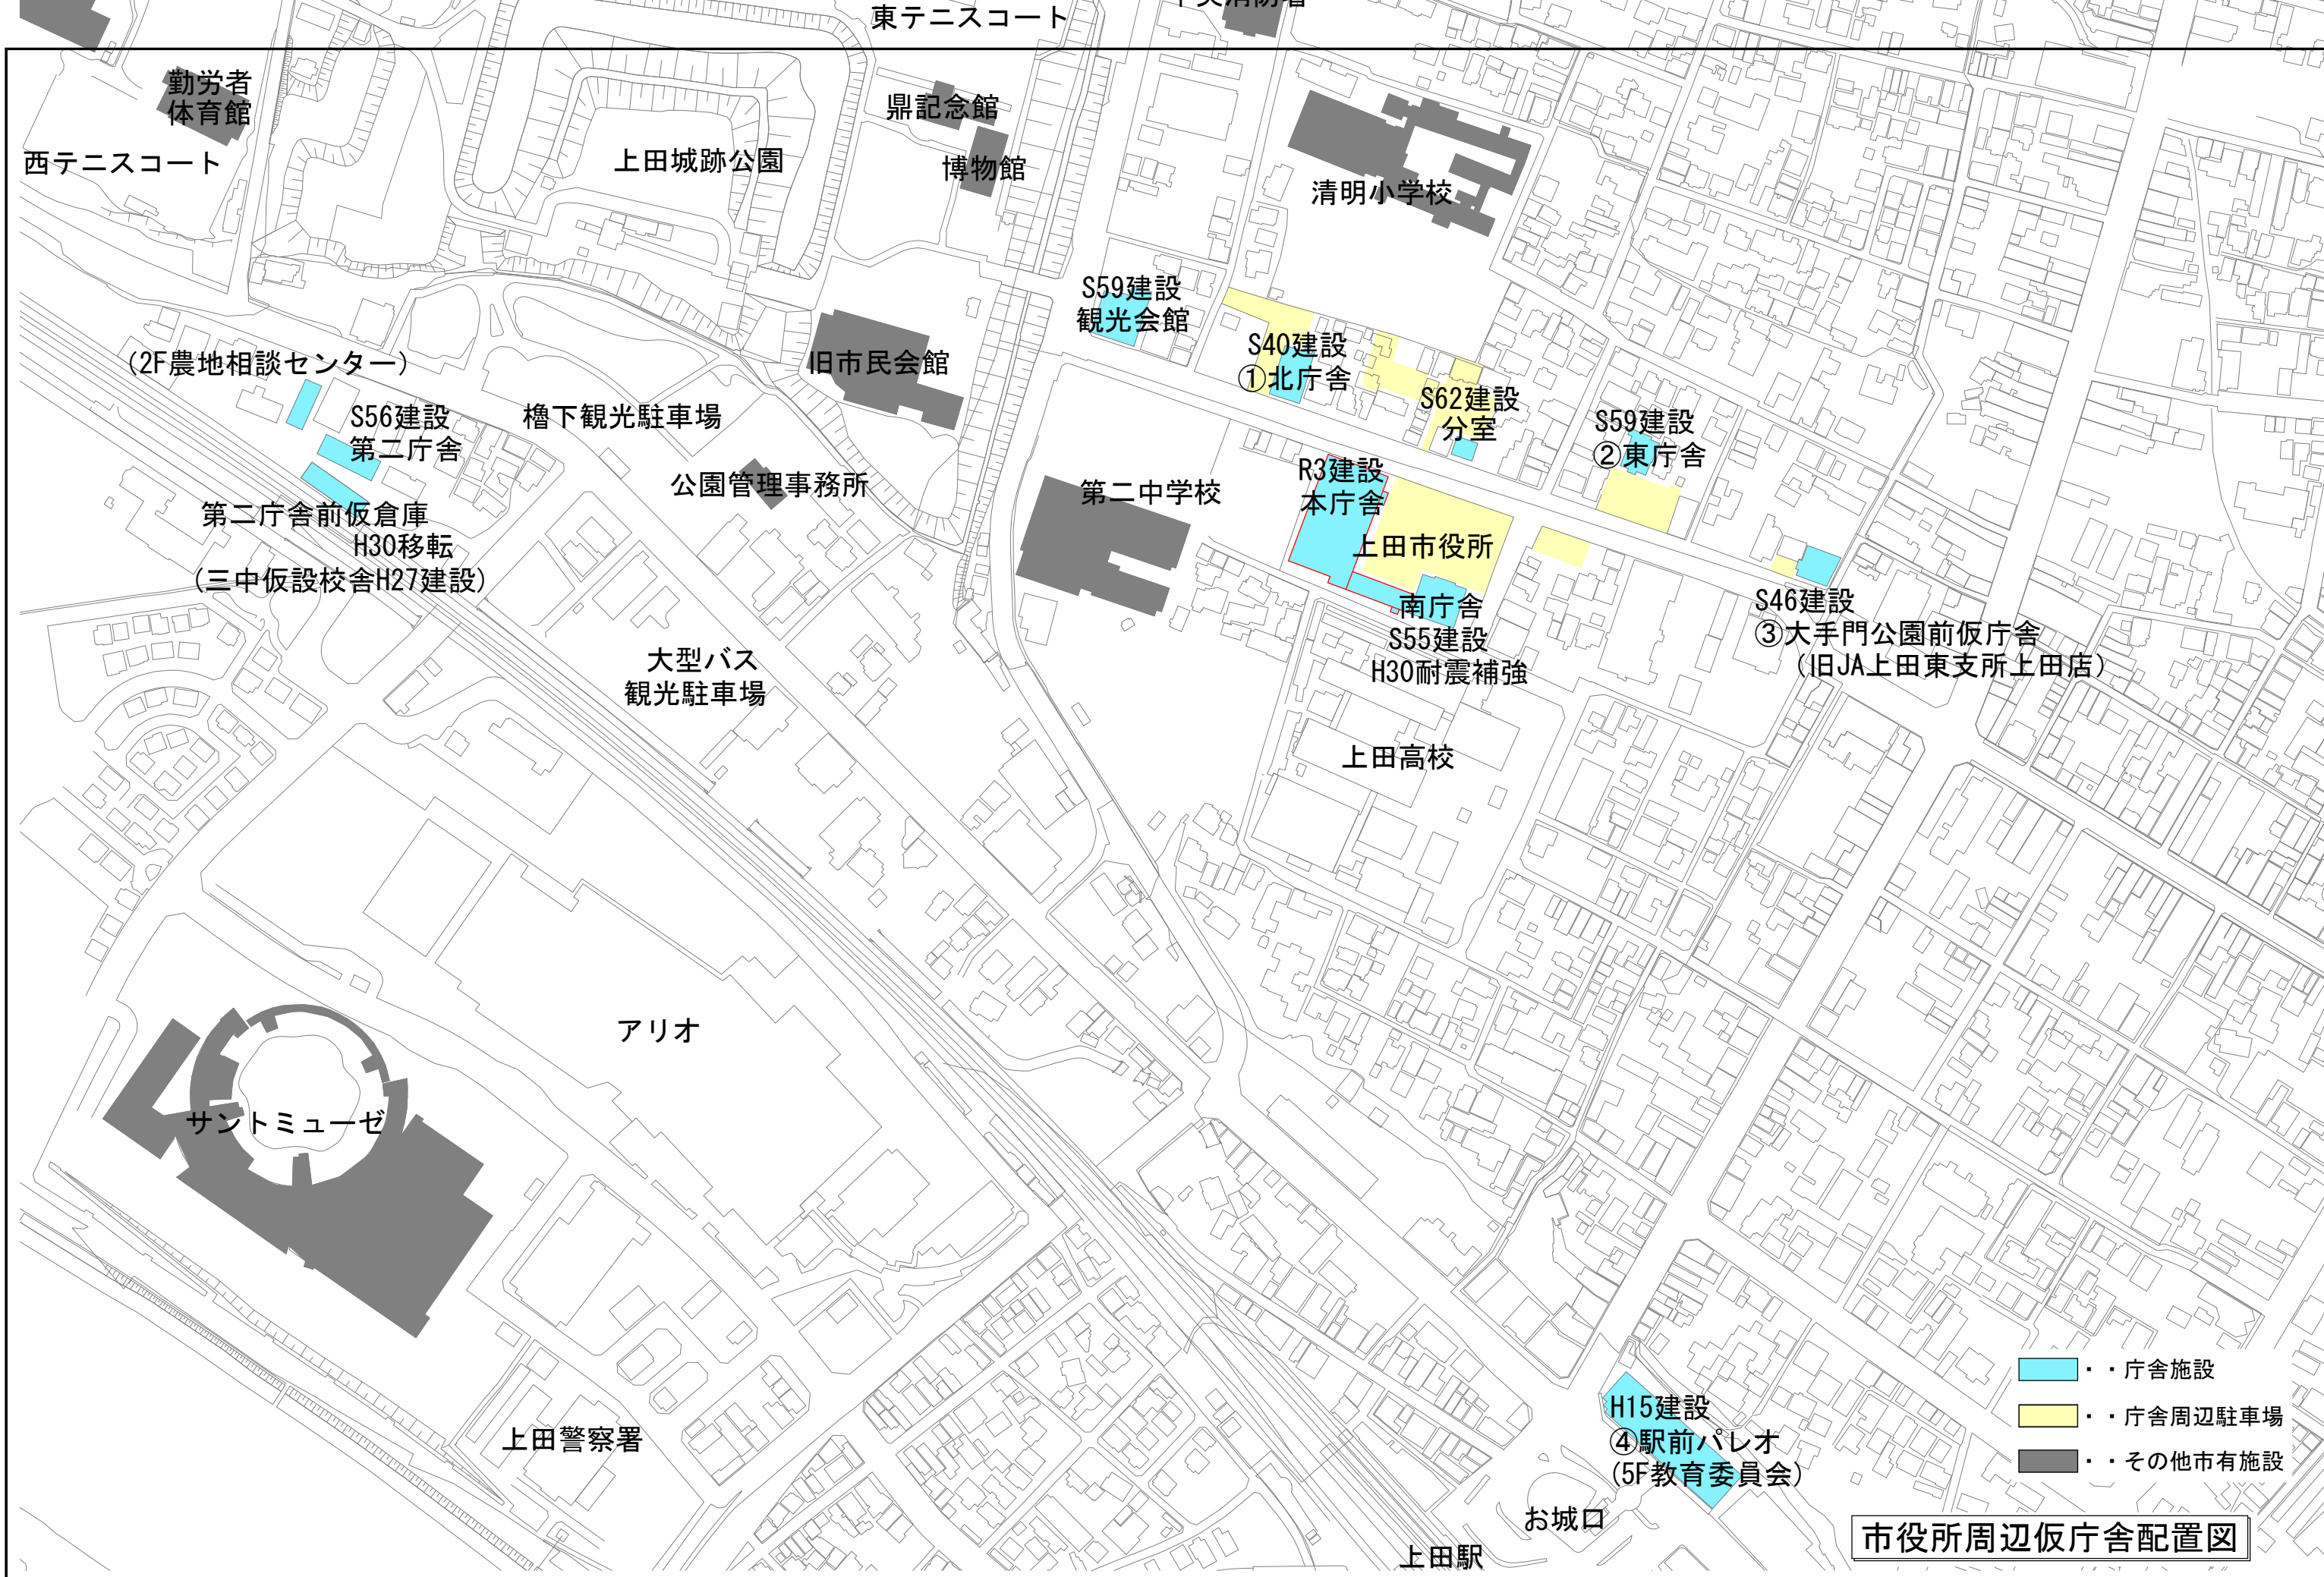 東テニスコート
中央消防署
勤労者
体育館
鼎記念館
西テニスコート
上田城跡公園
博物館
清明小学校
S59建設
観光会館
S40建設
①北庁舎
(2F農地相談センター)
旧市民会館
S62建設
分室
S56建設
第二庁舎
櫓下観光駐車場
S59建設
②東庁舎
公園管理事務所
第二中学校
R3建設
本庁舎
第二庁舎前仮倉庫
H30移転
(三中仮設校舎H27建設)
上田市役所
南庁舎
S55建設
H30耐震補強
S46建設
③大手門公園前仮庁舎
(旧JA上田東支所上田店)
大型バス
観光駐車場
上田高校
アリオ
サントミューゼ
上田警察署
H15建設
④駅前パレオ
(5F教育委員会)
お城口
上田駅
・・庁舎施設
・・庁舎周辺駐車場
・・その他市有施設
市役所周辺仮庁舎配置図